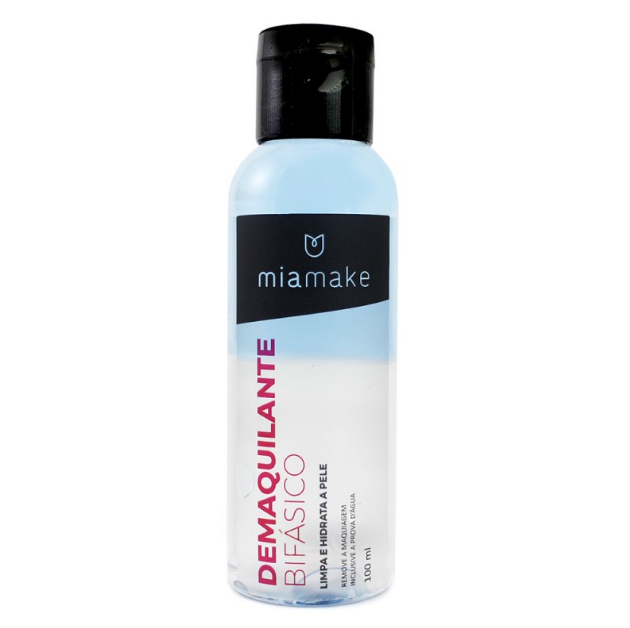 miamake
DEMAQUILANTE
BIFÁSICO
LIMPA E HIDRATA A PELE
REMOVE A MAQUIAGEM
INCLUSIVE A PROVA D'ÁGUA
100 ml